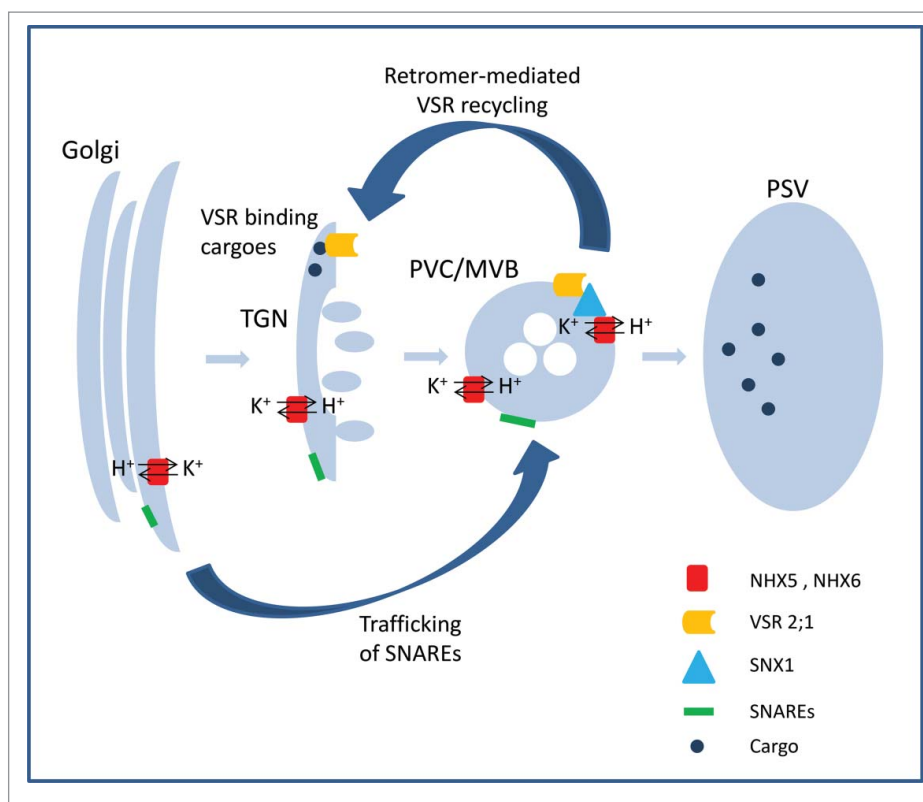 Retromer-mediated
VSR recycling
Golgi
PSV
VSR binding
cargoes
PVC/MVB
TGN
K⁺ H⁺
K⁺ H⁺
K⁺ H⁺
H⁺ K⁺
Trafficking
of SNAREs
NHX5 , NHX6
VSR 2;1
SNX1
SNAREs
Cargo